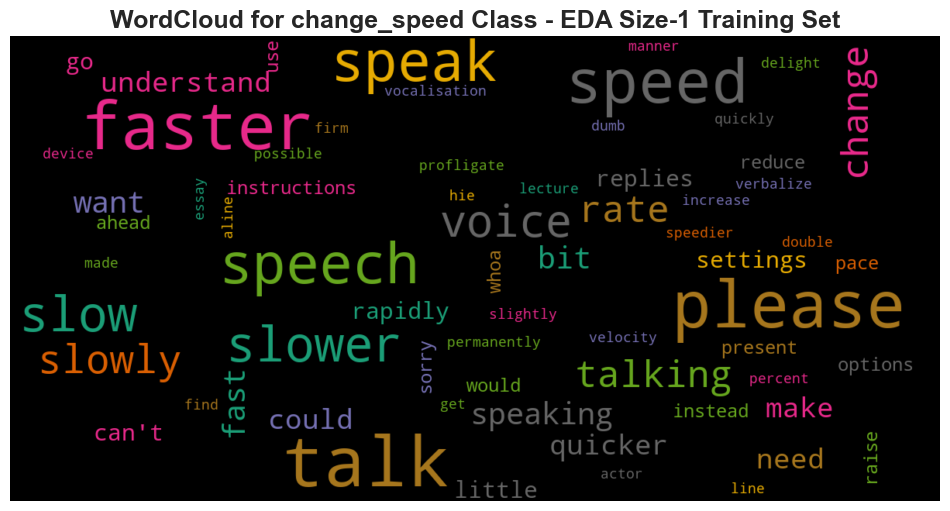 WordCloud for change_speed Class - EDA Size-1 Training Set
go
understand
use
speak
vocalisation
manner
speed
delight
change
faster
firm
dumb
quickly
device
possible
profligate
reduce
want
ahead
essay
aline
instructions
hie
lecture
replies
verbalize
increase
voice
rate
speedier
double
made
speech
whoa
bit
settings
pace
slow
rapidly
slightly
please
slowly
slower
sorry
permanently
velocity
present
options
fast
would
talking
percent
find
get
can't
could
speaking
instead
make
talk
quicker
need
raise
little
actor
line